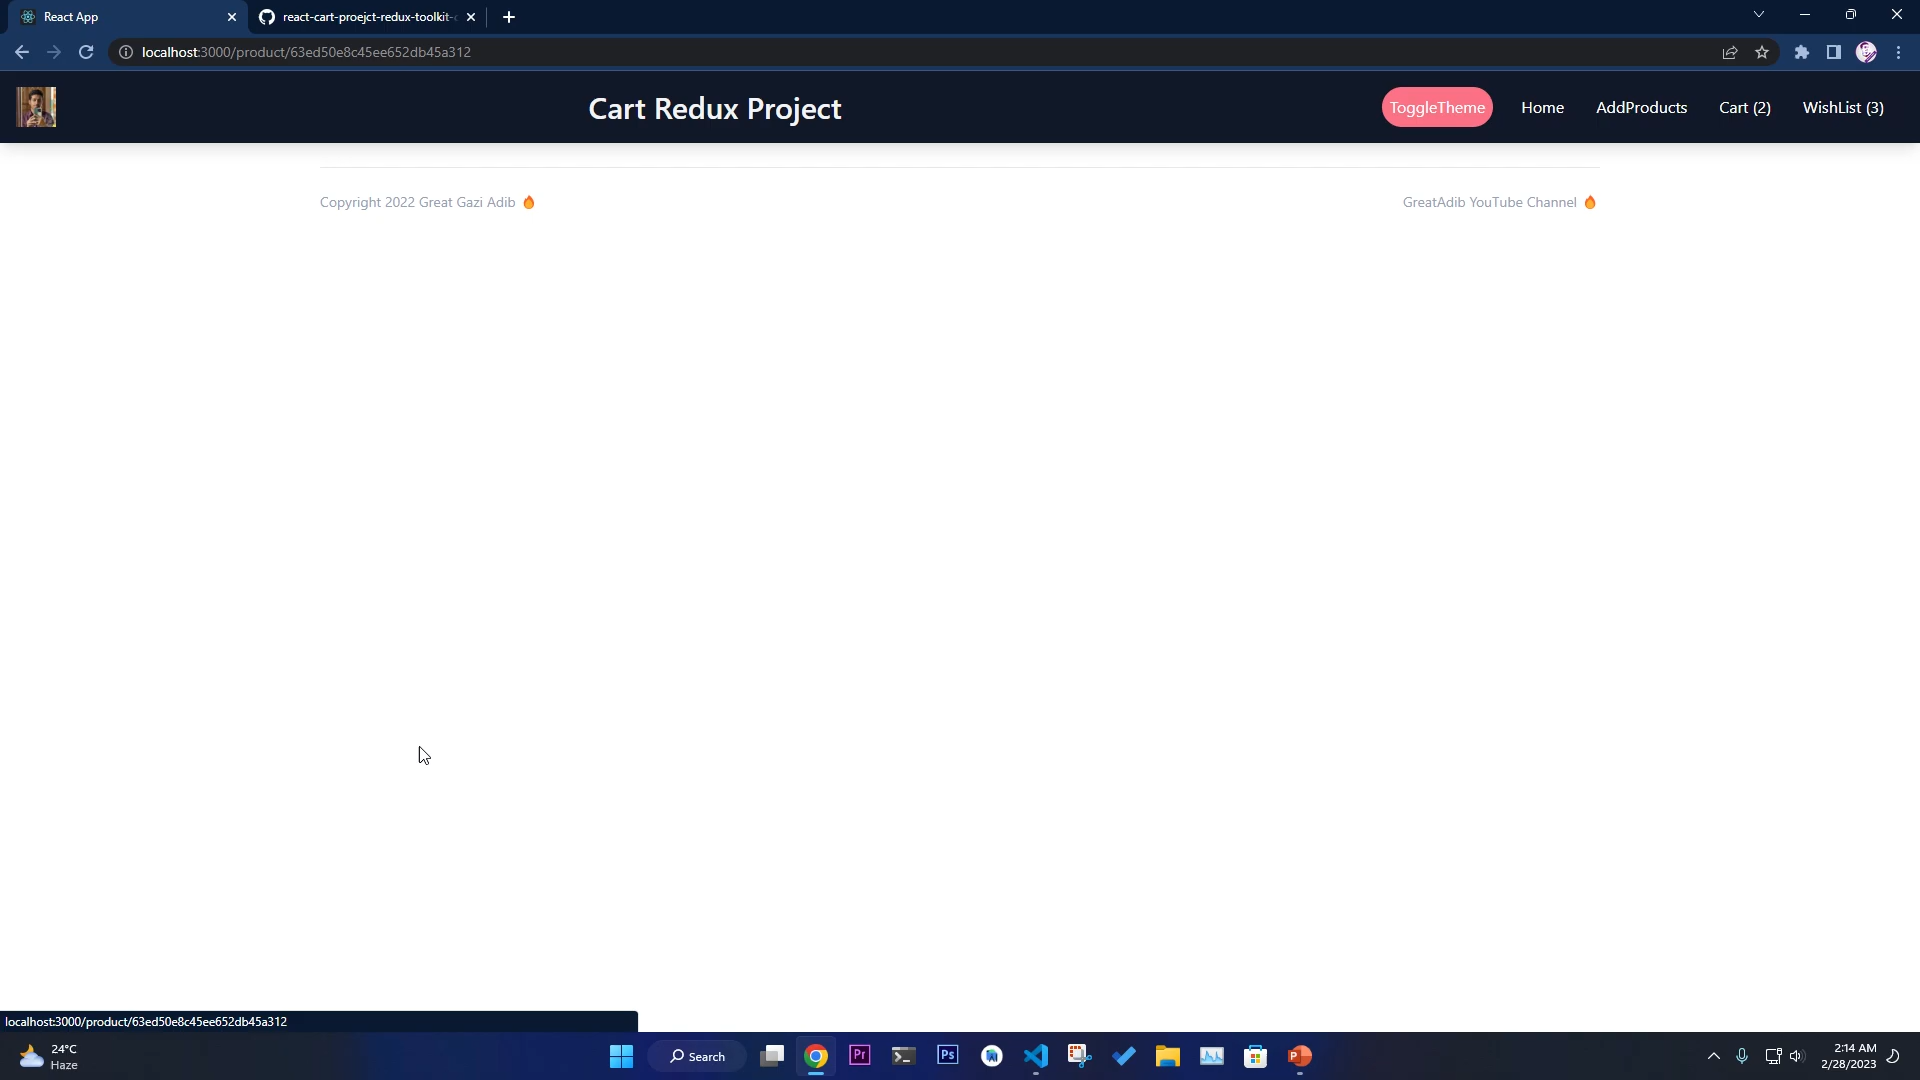 React App
react-cart-proejct-redux-toolkit-
localhost:3000/product/63ed50e8c45ee652db45a312
Cart Redux Project
ToggleTheme
Home
AddProducts
Cart (2)
WishList (3)
Copyright 2022 Great Gazi Adib 🔥
GreatAdib YouTube Channel 🔥
localhost:3000/product/63ed50e8c45ee652db45a312
24°C
Haze
Search
Pr
Ps
P
2:14 AM
2/28/2023